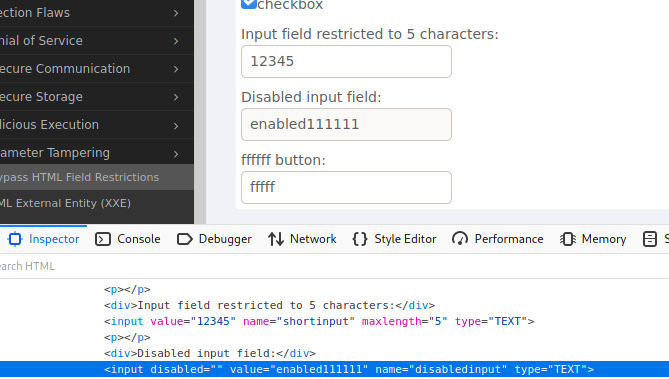 ection Flaws
nial of Service
ecure Communication
ecure Storage
licious Execution
ameter Tampering
ypass HTML Field Restrictions
ML External Entity (XXE)
checkbox
Input field restricted to 5 characters:
12345
Disabled input field:
enabled111111
ffffff button:
fffff
Inspector Console Debugger Network Style Editor Performance Memory S
earch HTML
<p></p>
<div>Input field restricted to 5 characters:</div>
<input value="12345" name="shortinput" maxlength="5" type="TEXT">
<p></p>
<div>Disabled input field:</div>
<input disabled="" value="enabled111111" name="disabledinput" type="TEXT">